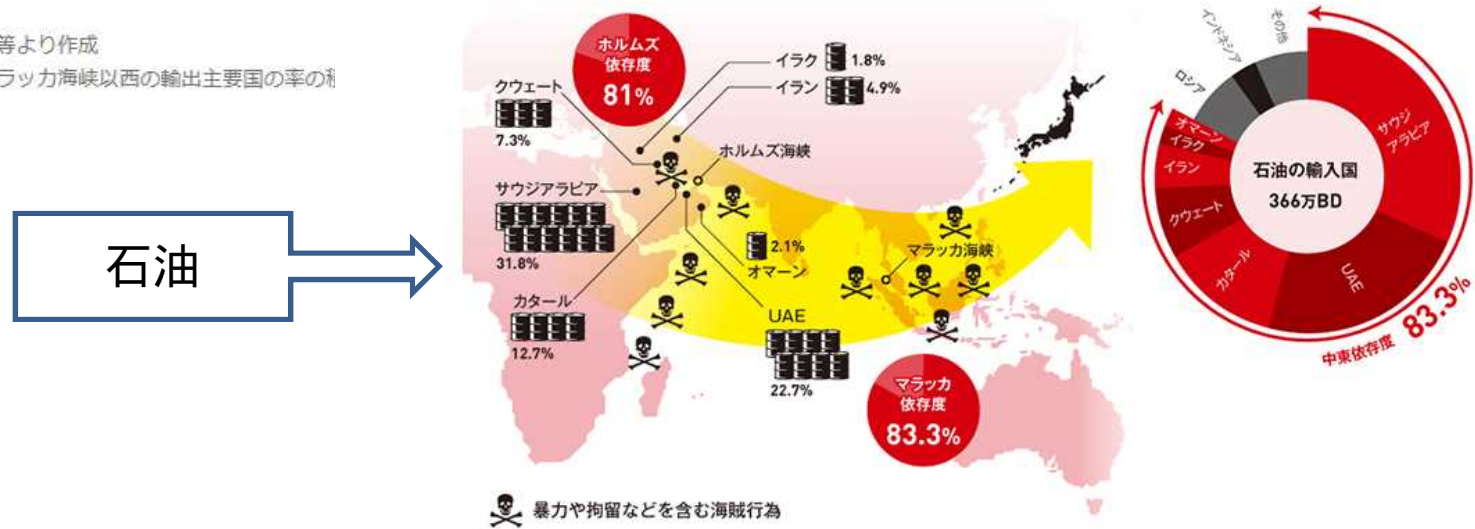 等より作成
ラッカ海峡以西の輸出主要国の率の
石油
ホルムズ
依存度
81%
イラク 1.8%
イラン 4.9%
クウェート
7.3%
ホルムズ海峡
サウジアラビア
31.8%
2.1%
オマーン
マラッカ海峡
カタール
12.7%
UAE
22.7%
マラッカ
依存度
83.3%
暴力や拘留などを含む海賊行為
その他
インドネシア
ロシア
オマーン
イラク
イラン
クウェート
カタール
UAE
サウジ
アラビア
石油の輸入国
366万BD
中東依存度 83.3%